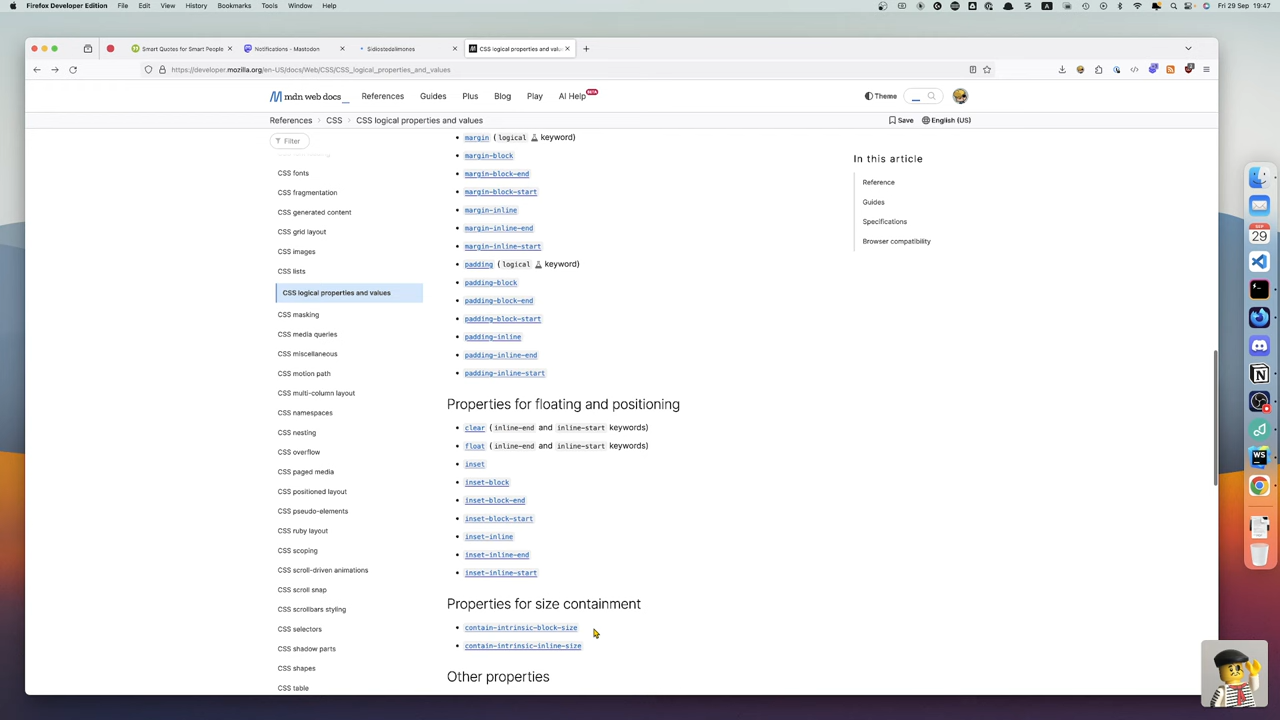 Firefox Developer Edition File Edit View History Bookmarks Tools Window Help
Fri 29 Sep 19:47
Smart Quotes for Smart People
Notifications - Mastodon
Sidiostedalimonos
CSS logical properties and valu
https://developer.mozilla.org/en-US/docs/Web/CSS/CSS_logical_properties_and_values
mdn web docs_
References Guides Plus Blog Play AI Help BETA
Theme
References CSS CSS logical properties and values
Save English (US)
Filter
CSS fonts
CSS fragmentation
CSS generated content
CSS grid layout
CSS images
CSS lists
CSS logical properties and values
CSS masking
CSS media queries
CSS miscellaneous
CSS motion path
CSS multi-column layout
CSS namespaces
CSS nesting
CSS overflow
CSS paged media
CSS positioned layout
CSS pseudo-elements
CSS ruby layout
CSS scoping
CSS scroll-driven animations
CSS scroll snap
CSS scrollbars styling
CSS selectors
CSS shadow parts
CSS shapes
CSS table
margin ( logical keyword)
margin-block
margin-block-end
margin-block-start
margin-inline
margin-inline-end
margin-inline-start
padding ( logical keyword)
padding-block
padding-block-end
padding-block-start
padding-inline
padding-inline-end
padding-inline-start
Properties for floating and positioning
clear ( inline-end and inline-start keywords)
float ( inline-end and inline-start keywords)
inset
inset-block
inset-block-end
inset-block-start
inset-inline
inset-inline-end
inset-inline-start
Properties for size containment
contain-intrinsic-block-size
contain-intrinsic-inline-size
Other properties
In this article
Reference
Guides
Specifications
Browser compatibility
SEP
29
WS